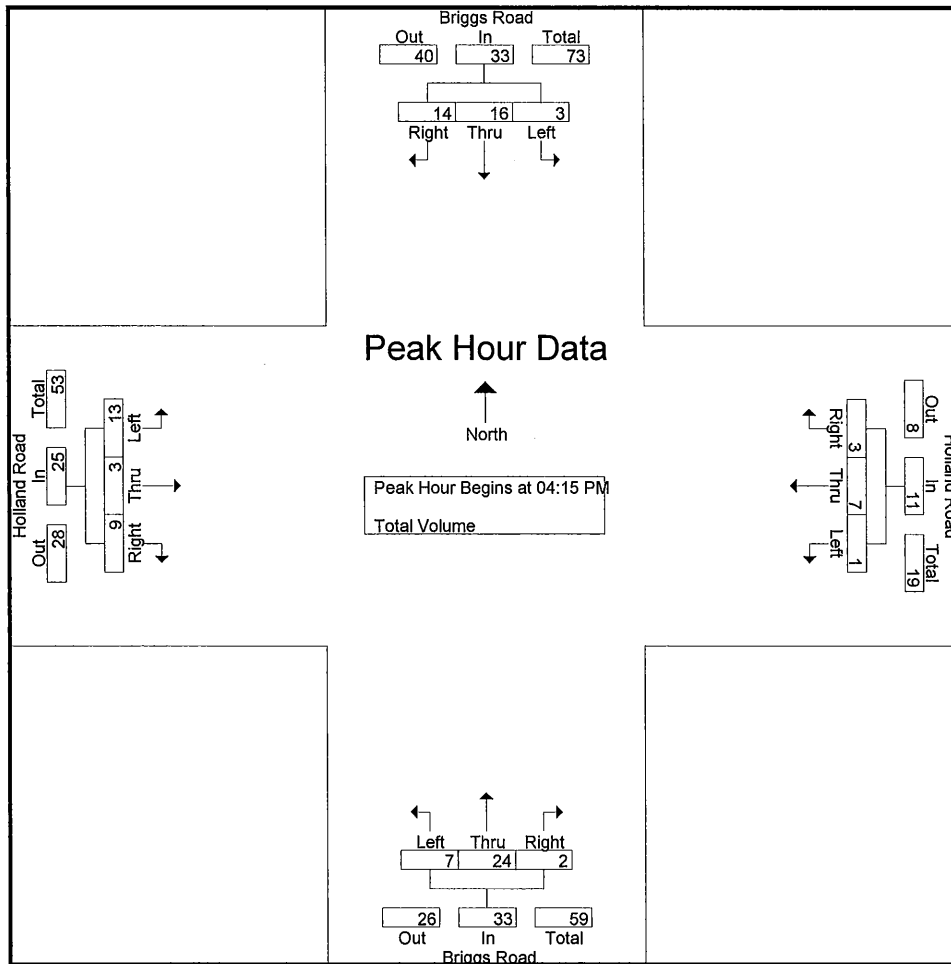 Briggs Road
Out In Total
40 33 73
14 16 3
Right Thru Left
Peak Hour Data
North
Peak Hour Begins at 04:15 PM
Total Volume
Holland Road
Out In Total
28 25 53
Right Thru Left
9 3 13
Holland Road
Out In Total
8 11 19
Right Thru Left
3 7 1
Left Thru Right
7 24 2
26 33 59
Out In Total
Briggs Road